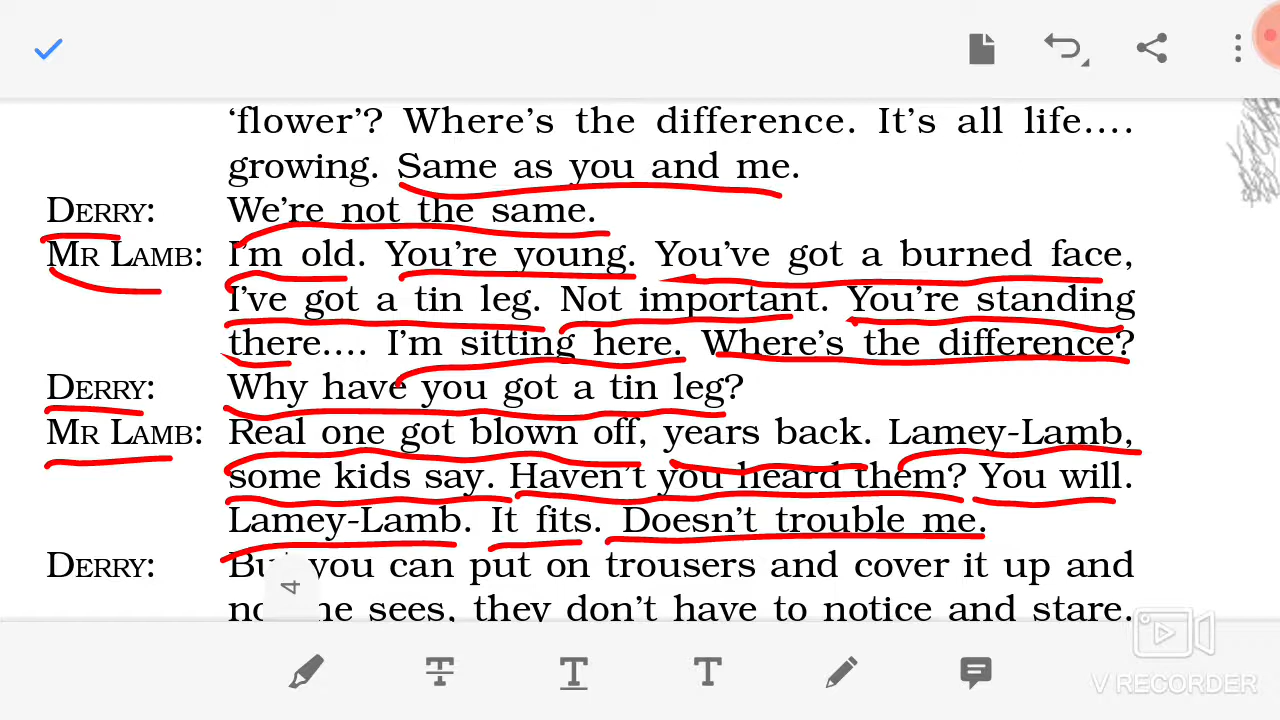 ‘flower’? Where’s the difference. It’s all life....
growing. Same as you and me.
DERRY: We’re not the same.
MR LAMB: I’m old. You’re young. You’ve got a burned face,
I’ve got a tin leg. Not important. You’re standing
there.... I’m sitting here. Where’s the difference?
DERRY: Why have you got a tin leg?
MR LAMB: Real one got blown off, years back. Lamey-Lamb,
some kids say. Haven’t you heard them? You will.
Lamey-Lamb. It fits. Doesn’t trouble me.
DERRY: But you can put on trousers and cover it up and
sees, they don’t have to notice and stare.
4
V RECORDER